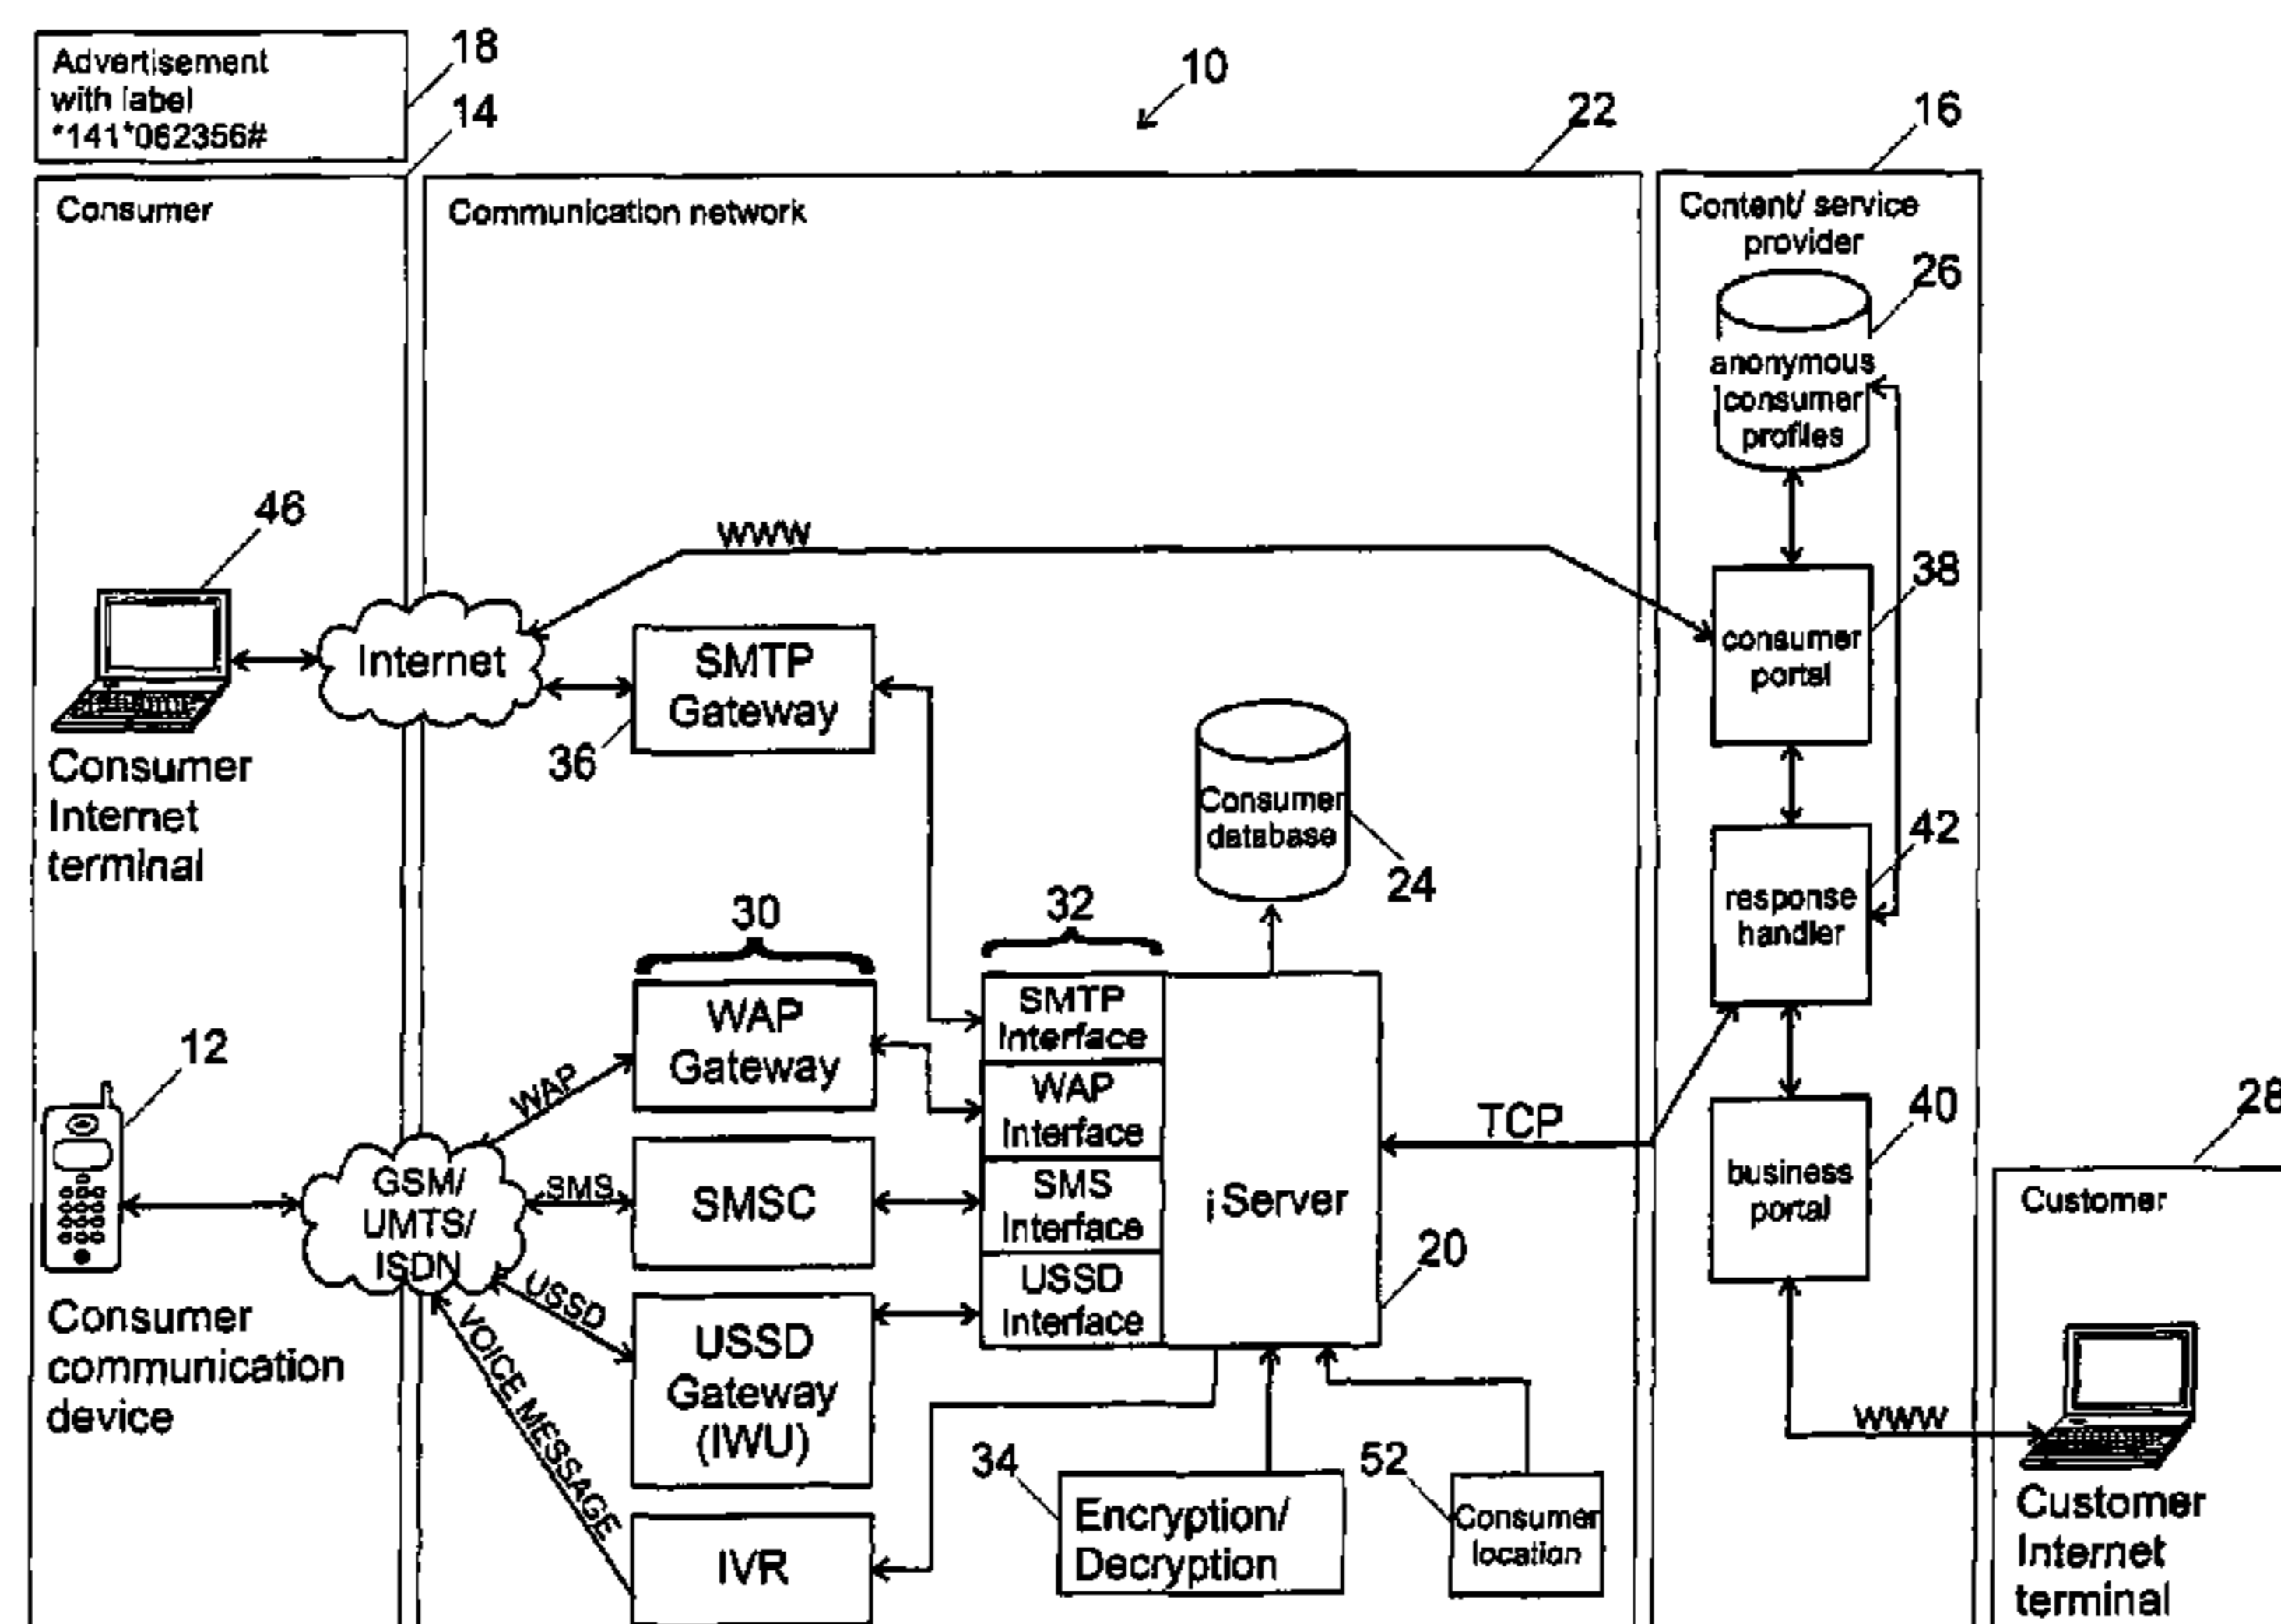 Advertisement
with label
*141*062356#
18
14
10
22
16
Consumer
Communication network
Content/ service
provider
26
anonymous
consumer
profiles
46
WWW
38
Internet
SMTP
Gateway
consumer
portal
36
Consumer
Internet
terminal
Consumer
database
24
42
response
handler
30
32
WAP
Gateway
SMTP
Interface
12
WAP
WAP
Interface
TCP
40
28
GSM/
UMTS/
ISDN
SMS
SMSC
SMS
Interface
iServer
business
portal
Customer
20
USSD
USSD
Interface
Consumer
communication
device
VOICE MESSAGE
USSD
Gateway
(IWU)
WWW
34
52
Encryption/
Decryption
Consumer
location
IVR
Customer
Internet
terminal